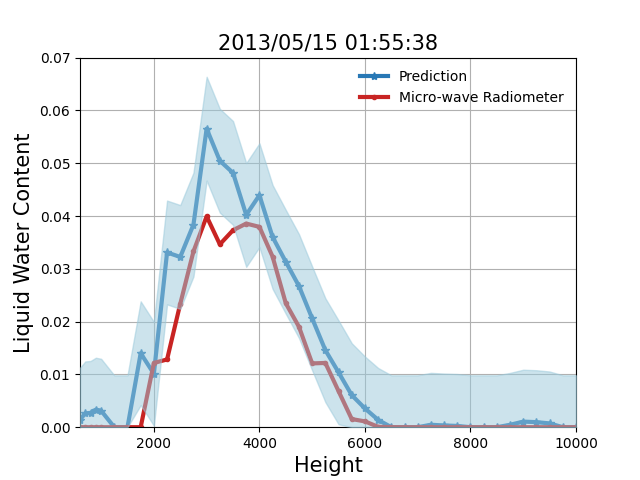 2013/05/15 01:55:38
Prediction
Micro-wave Radiometer
Liquid Water Content
0.07
0.06
0.05
0.04
0.03
0.02
0.01
0.00
2000 4000 6000 8000 10000
Height